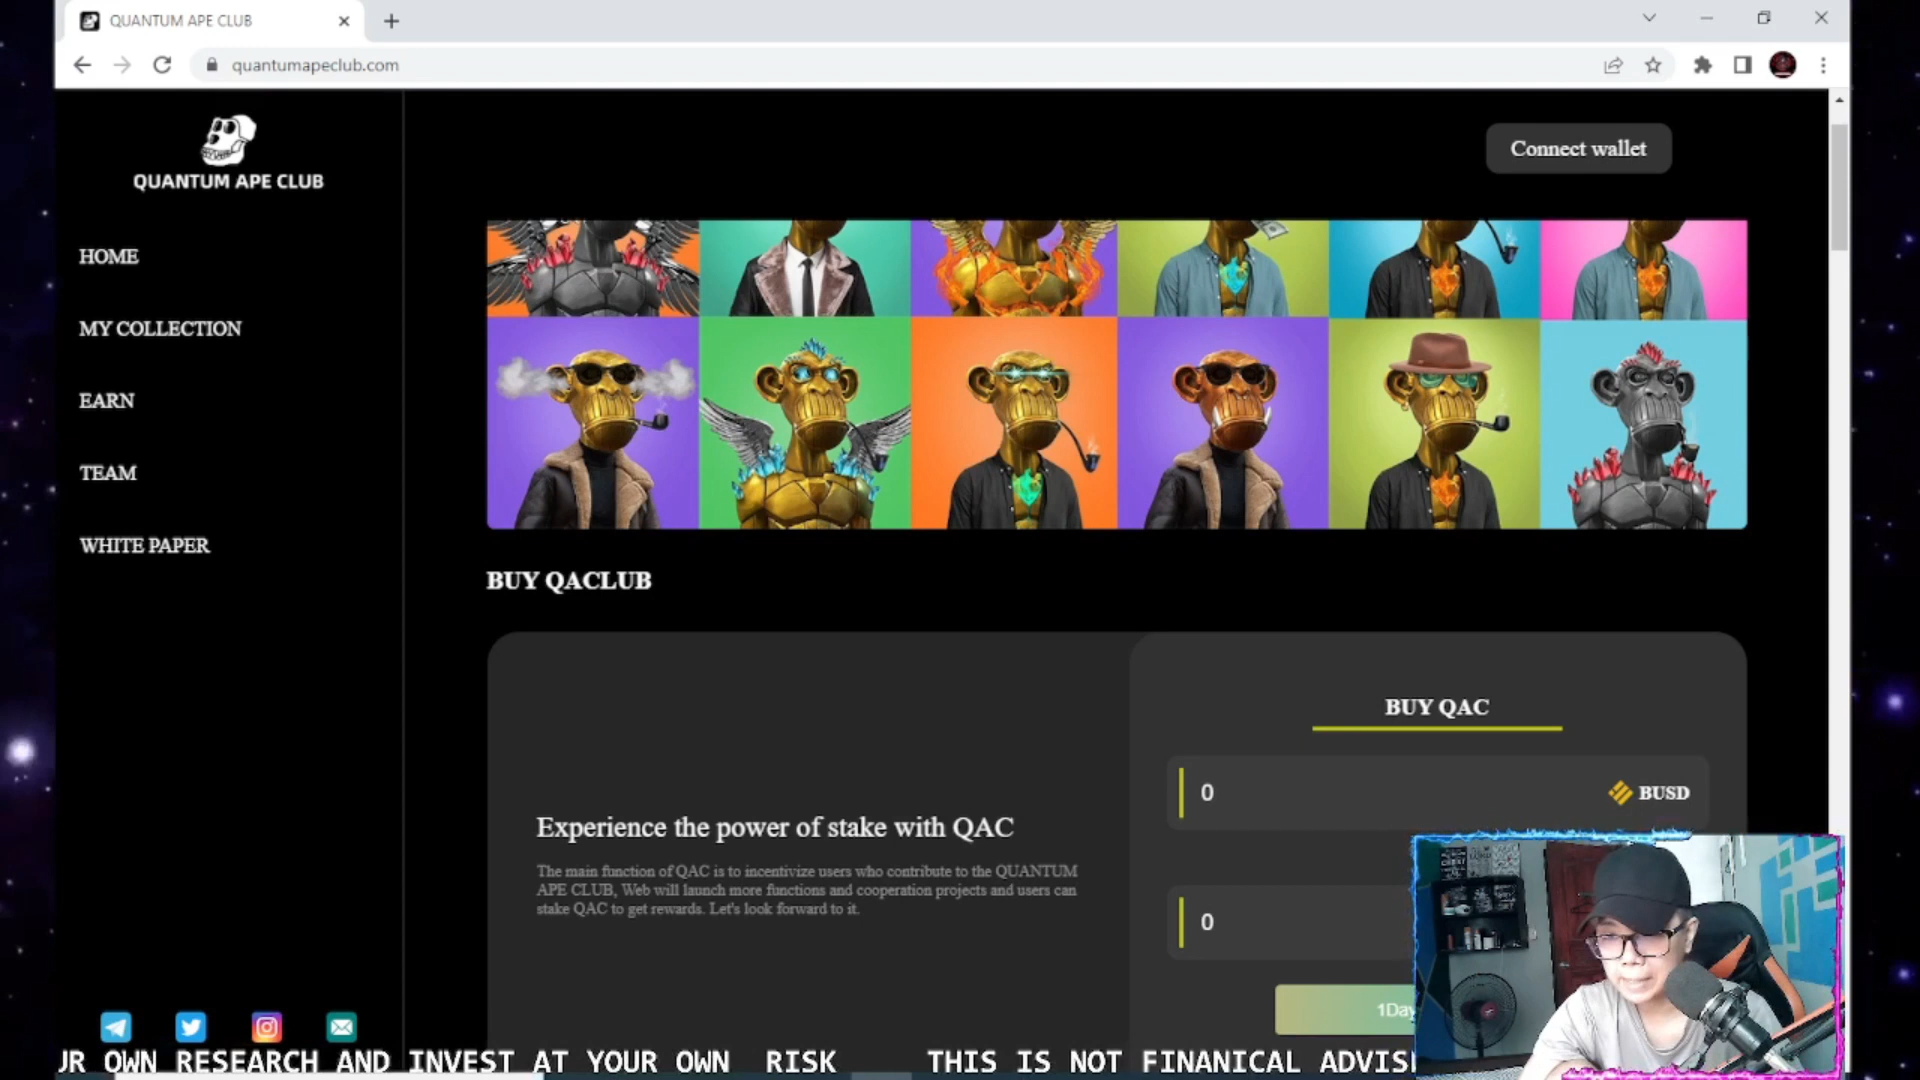 QUANTUM APE CLUB
quantumapeclub.com
QUANTUM APE CLUB
Connect wallet
HOME
MY COLLECTION
EARN
TEAM
WHITE PAPER
BUY QACLUB
BUY QAC
0
BUSD
Experience the power of stake with QAC
The main function of QAC is to incentivize users who contribute to the QUANTUM
APE CLUB, Web will launch more functions and cooperation projects and users can
stake QAC to get rewards. Let's look forward to it.
0
1Day
UR OWN RESEARCH AND INVEST AT YOUR OWN RISK THIS IS NOT FINANICAL ADVIS